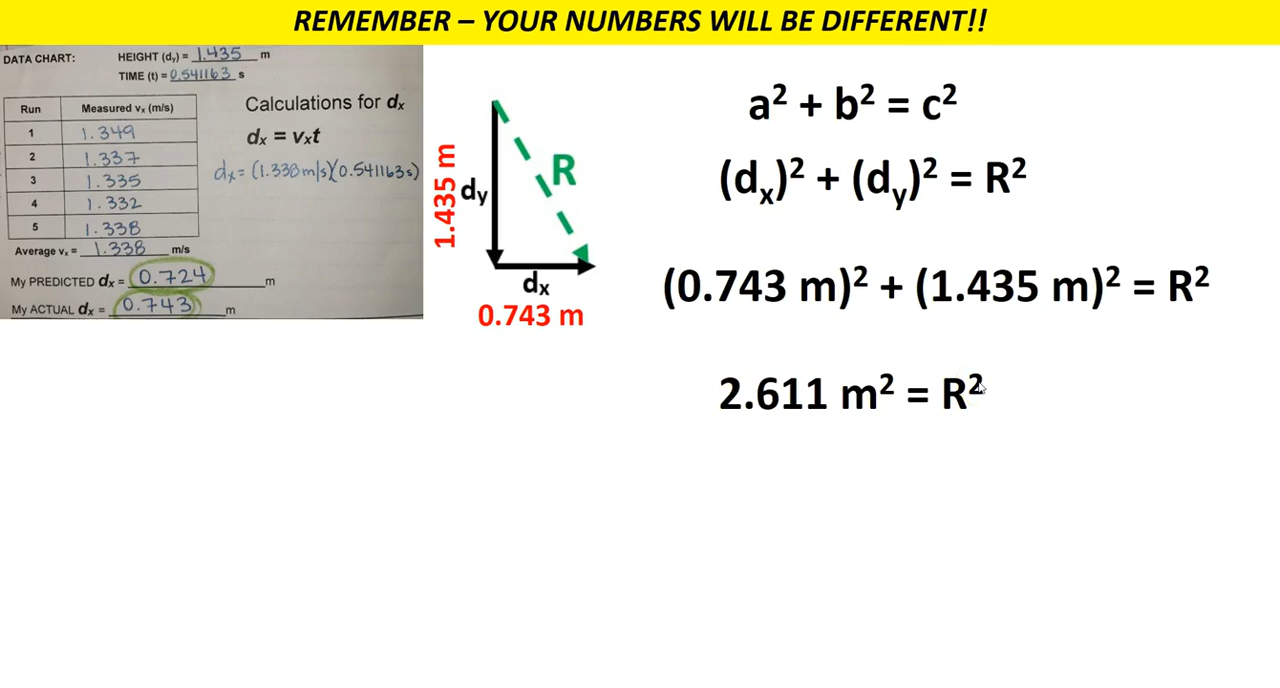 REMEMBER – YOUR NUMBERS WILL BE DIFFERENT!!
DATA CHART:
HEIGHT (dy) = 1.435 m
TIME (t) = 0.541163 s
Run Measured vx (m/s)
1 1.349
2 1.337
3 1.335
4 1.332
5 1.338
Average vx = 1.338 m/s
My PREDICTED dx = 0.724 m
My ACTUAL dx = 0.743 m
Calculations for dx
dx = vxt
dx = (1.338 m/s)(0.541163 s)
1.435 m
dy
R
dx
0.743 m
a² + b² = c²
(dx)² + (dy)² = R²
(0.743 m)² + (1.435 m)² = R²
2.611 m² = R²